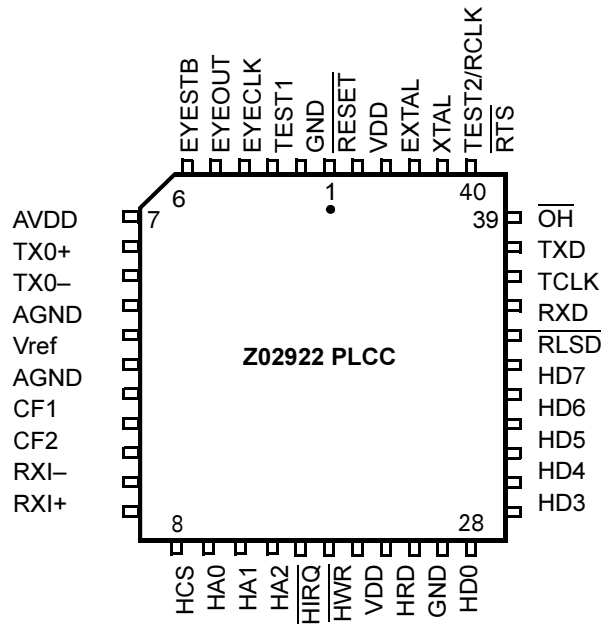 EYESTB
EYEOUT
EYECLK
TEST1
GND
RESET
VDD
EXTAL
XTAL
TEST2/RCLK
RTS
6
1
40
7
39
AVDD
TX0+
TX0–
AGND
Vref
AGND
CF1
CF2
RXI–
RXI+
Z02922 PLCC
OH
TXD
TCLK
RXD
RLSD
HD7
HD6
HD5
HD4
HD3
8
28
HCS
HA0
HA1
HA2
HIRQ
HWR
VDD
HRD
GND
HD0